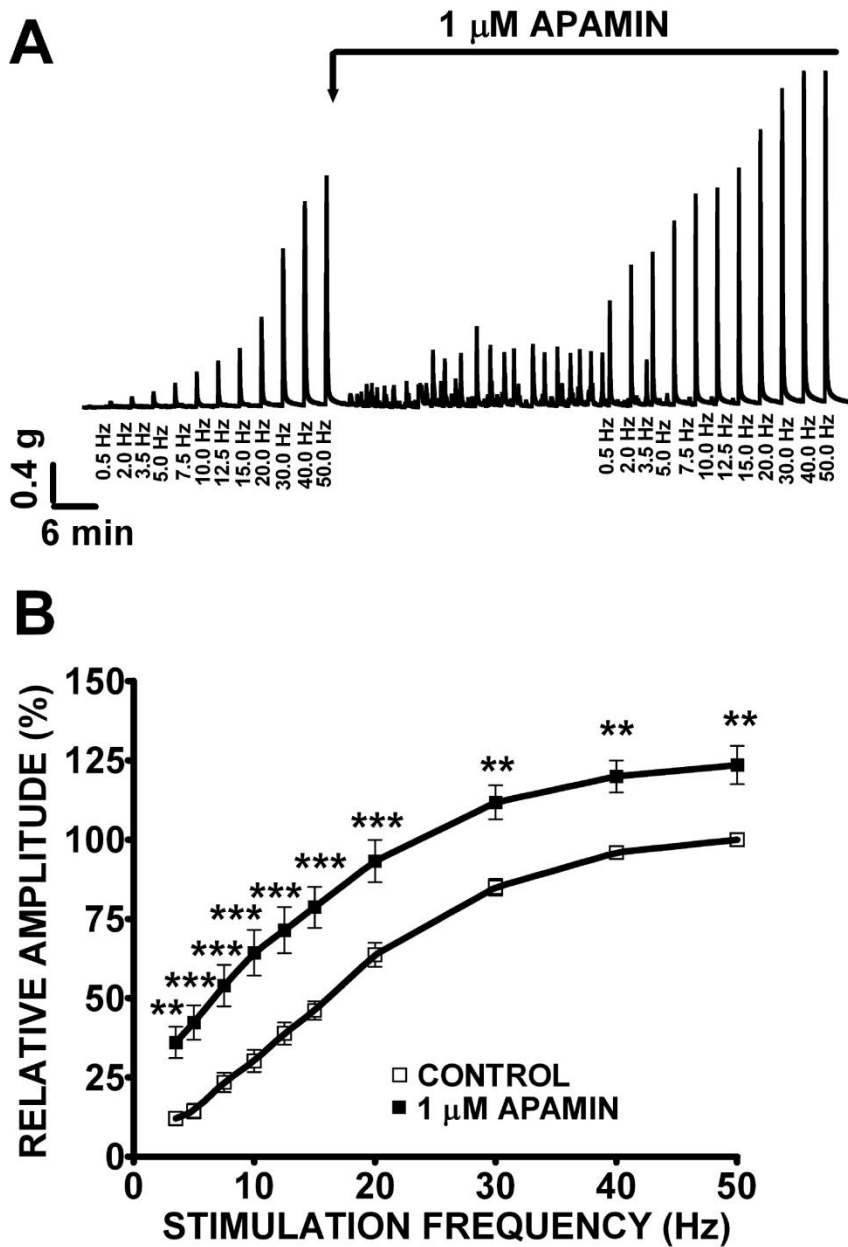 A
1 μM APAMIN
0.5 Hz
2.0 Hz
3.5 Hz
5.0 Hz
7.5 Hz
10.0 Hz
12.5 Hz
15.0 Hz
20.0 Hz
30.0 Hz
40.0 Hz
50.0 Hz
0.5 Hz
2.0 Hz
3.5 Hz
5.0 Hz
7.5 Hz
10.0 Hz
12.5 Hz
15.0 Hz
20.0 Hz
30.0 Hz
40.0 Hz
50.0 Hz
0.4 g
6 min
B
RELATIVE AMPLITUDE (%)
150
125
100
75
50
25
0
** *** *** *** *** *** *** ** ** **
CONTROL
1 μM APAMIN
0 10 20 30 40 50
STIMULATION FREQUENCY (Hz)